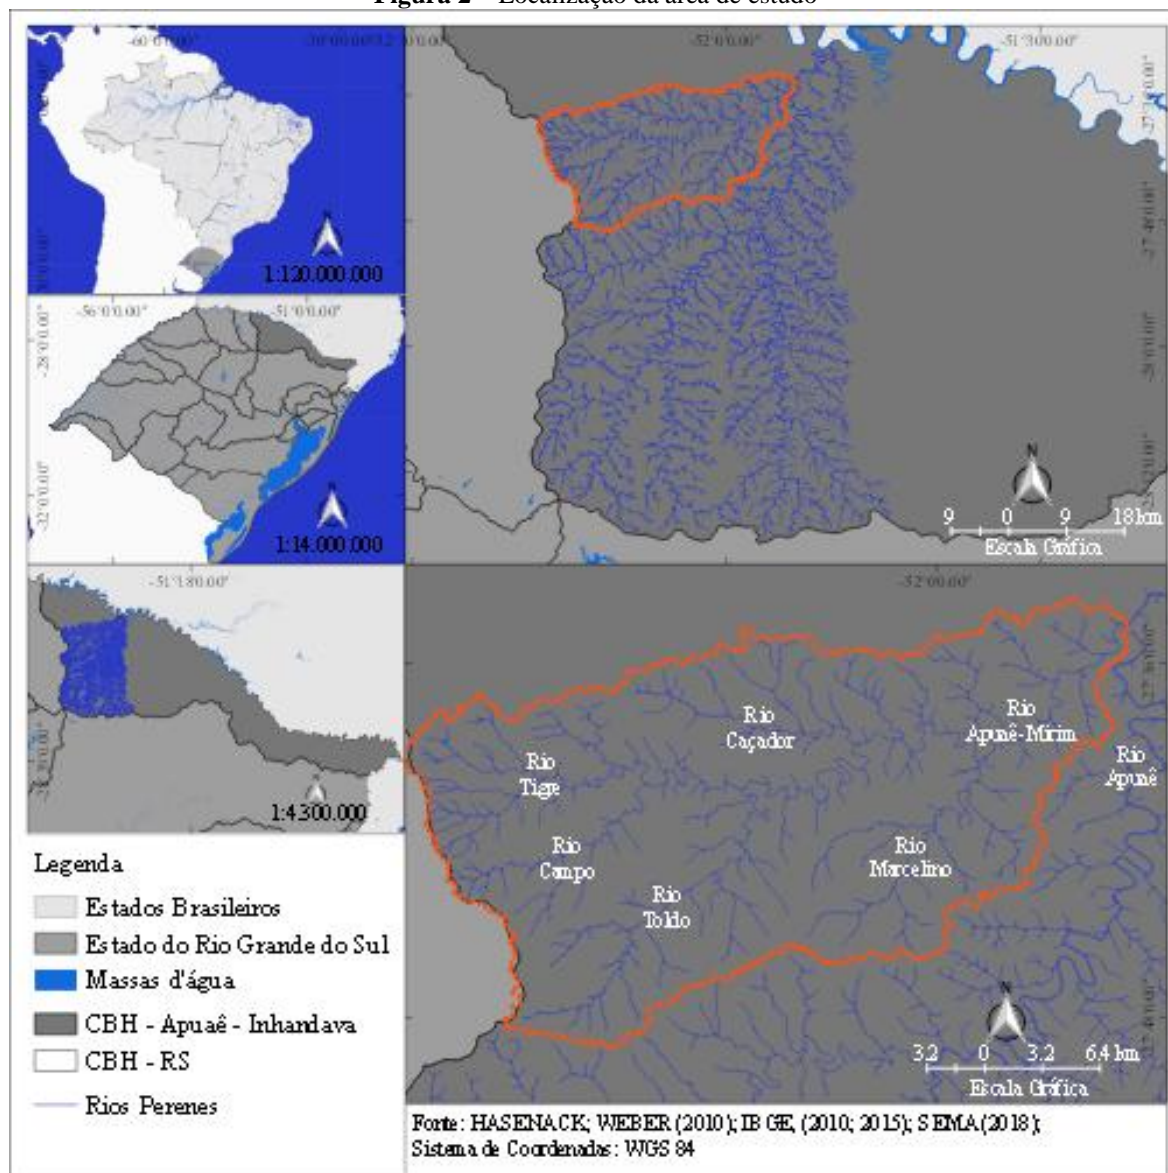 Figura 2 – Localização da área de estudo
-60°0'0.00"
N
1:120.000.000
-56°0'0.00"
-51°0'0.00"
-28°0'0.00"
-32°0'0.00"
N
1:14.000.000
-51°18'0.00"
N
1:4.300.000
-52°0'0.00"
-51°30'0.00"
N
9 0 9 18 km
Escala Gráfica
-52°0'0.00"
Rio
Caçador
Rio
Apuaê-Mirim
Rio
Apuaê
Rio
Tigre
Rio
Campo
Rio
Marcelino
Rio
Toldo
N
3.2 0 3.2 6.4 km
Escala Gráfica
Legenda
Estados Brasileiros
Estado do Rio Grande do Sul
Massas d'água
CBH - Apuaê - Inhandava
CBH - RS
Rios Perenes
Fonte: HASENACK; WEBER (2010); IBGE, (2010; 2015); SEMA (2018);
Sistema de Coordenadas: WGS 84